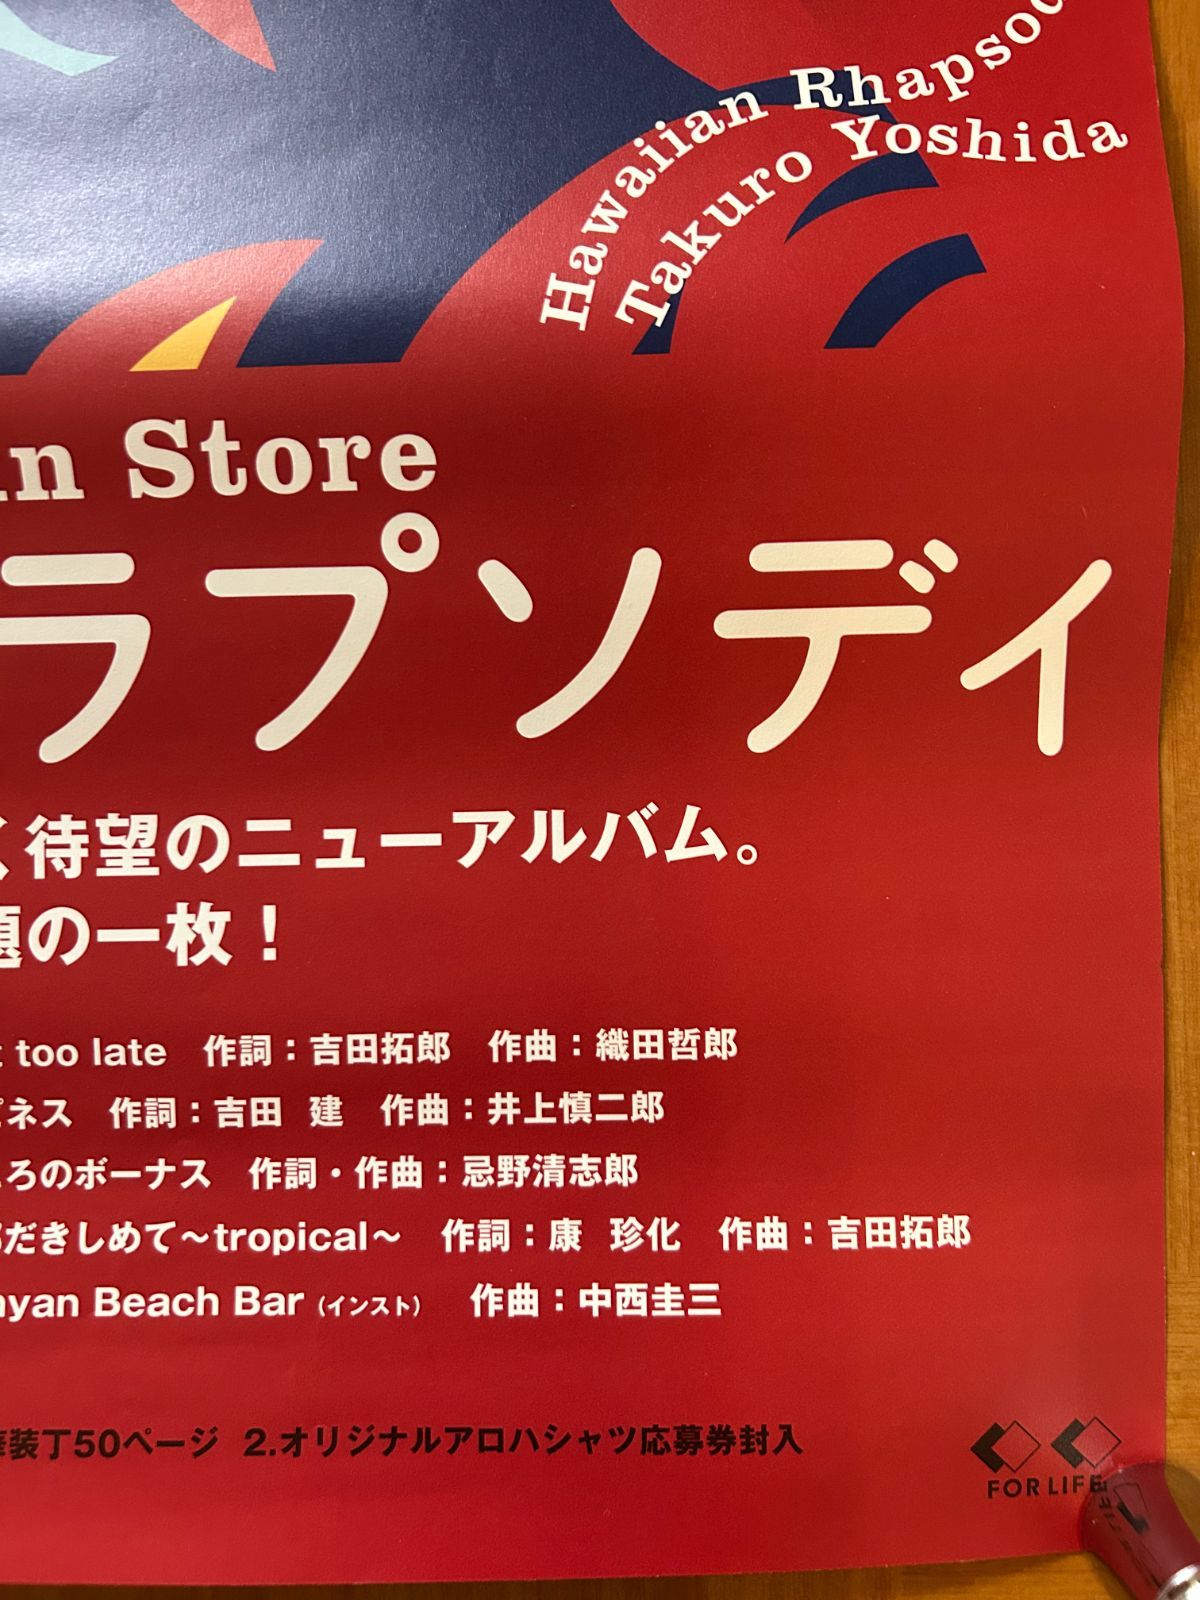 Hawaiian Rhapso
Takuro Yoshida
in Store
ラプソディ
く待望のニューアルバム。
題の一枚！
too late 作詞：吉田拓郎 作曲：織田哲郎
ピネス 作詞：吉田 建 作曲：井上慎二郎
ころのボーナス 作詞・作曲：忌野清志郎
だきしめて〜tropical〜 作詞：康 珍化 作曲：吉田拓郎
nyan Beach Bar（インスト） 作曲：中西圭三
装丁50ページ 2.オリジナルアロハシャツ応募券封入
FOR LIFE